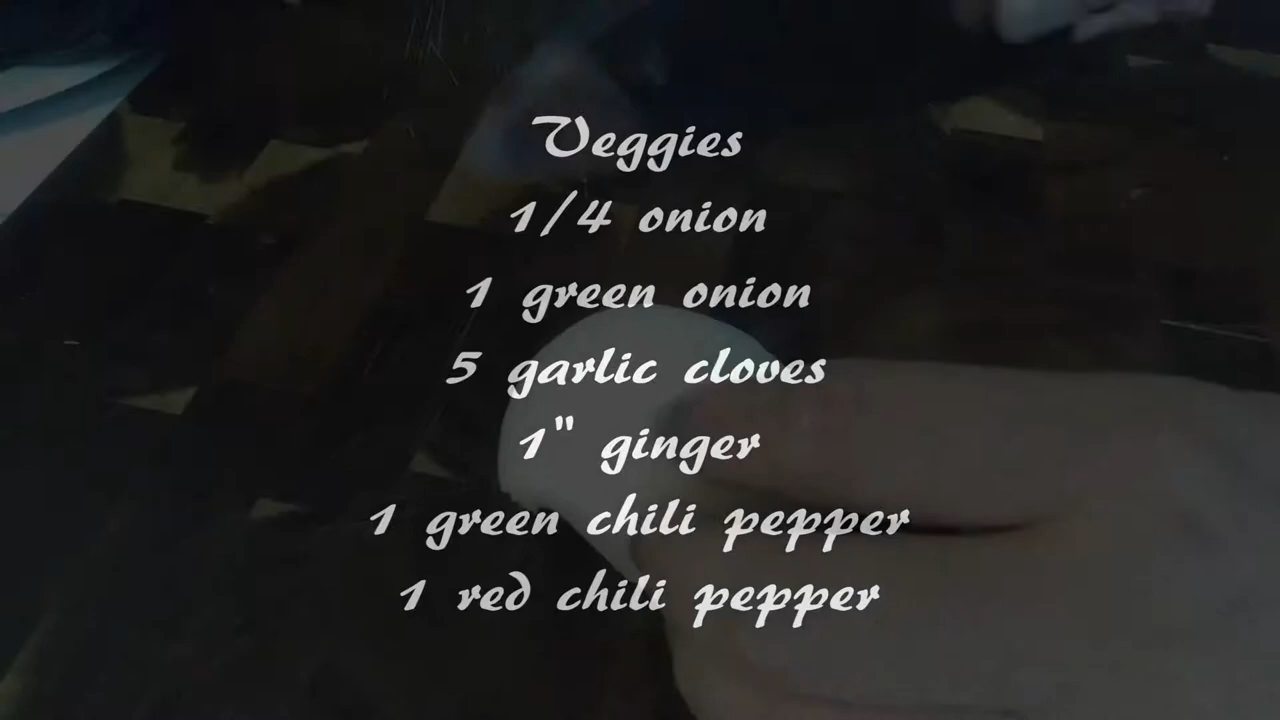 Veggies
1/4 onion
1 green onion
5 garlic cloves
1" ginger
1 green chili pepper
1 red chili pepper